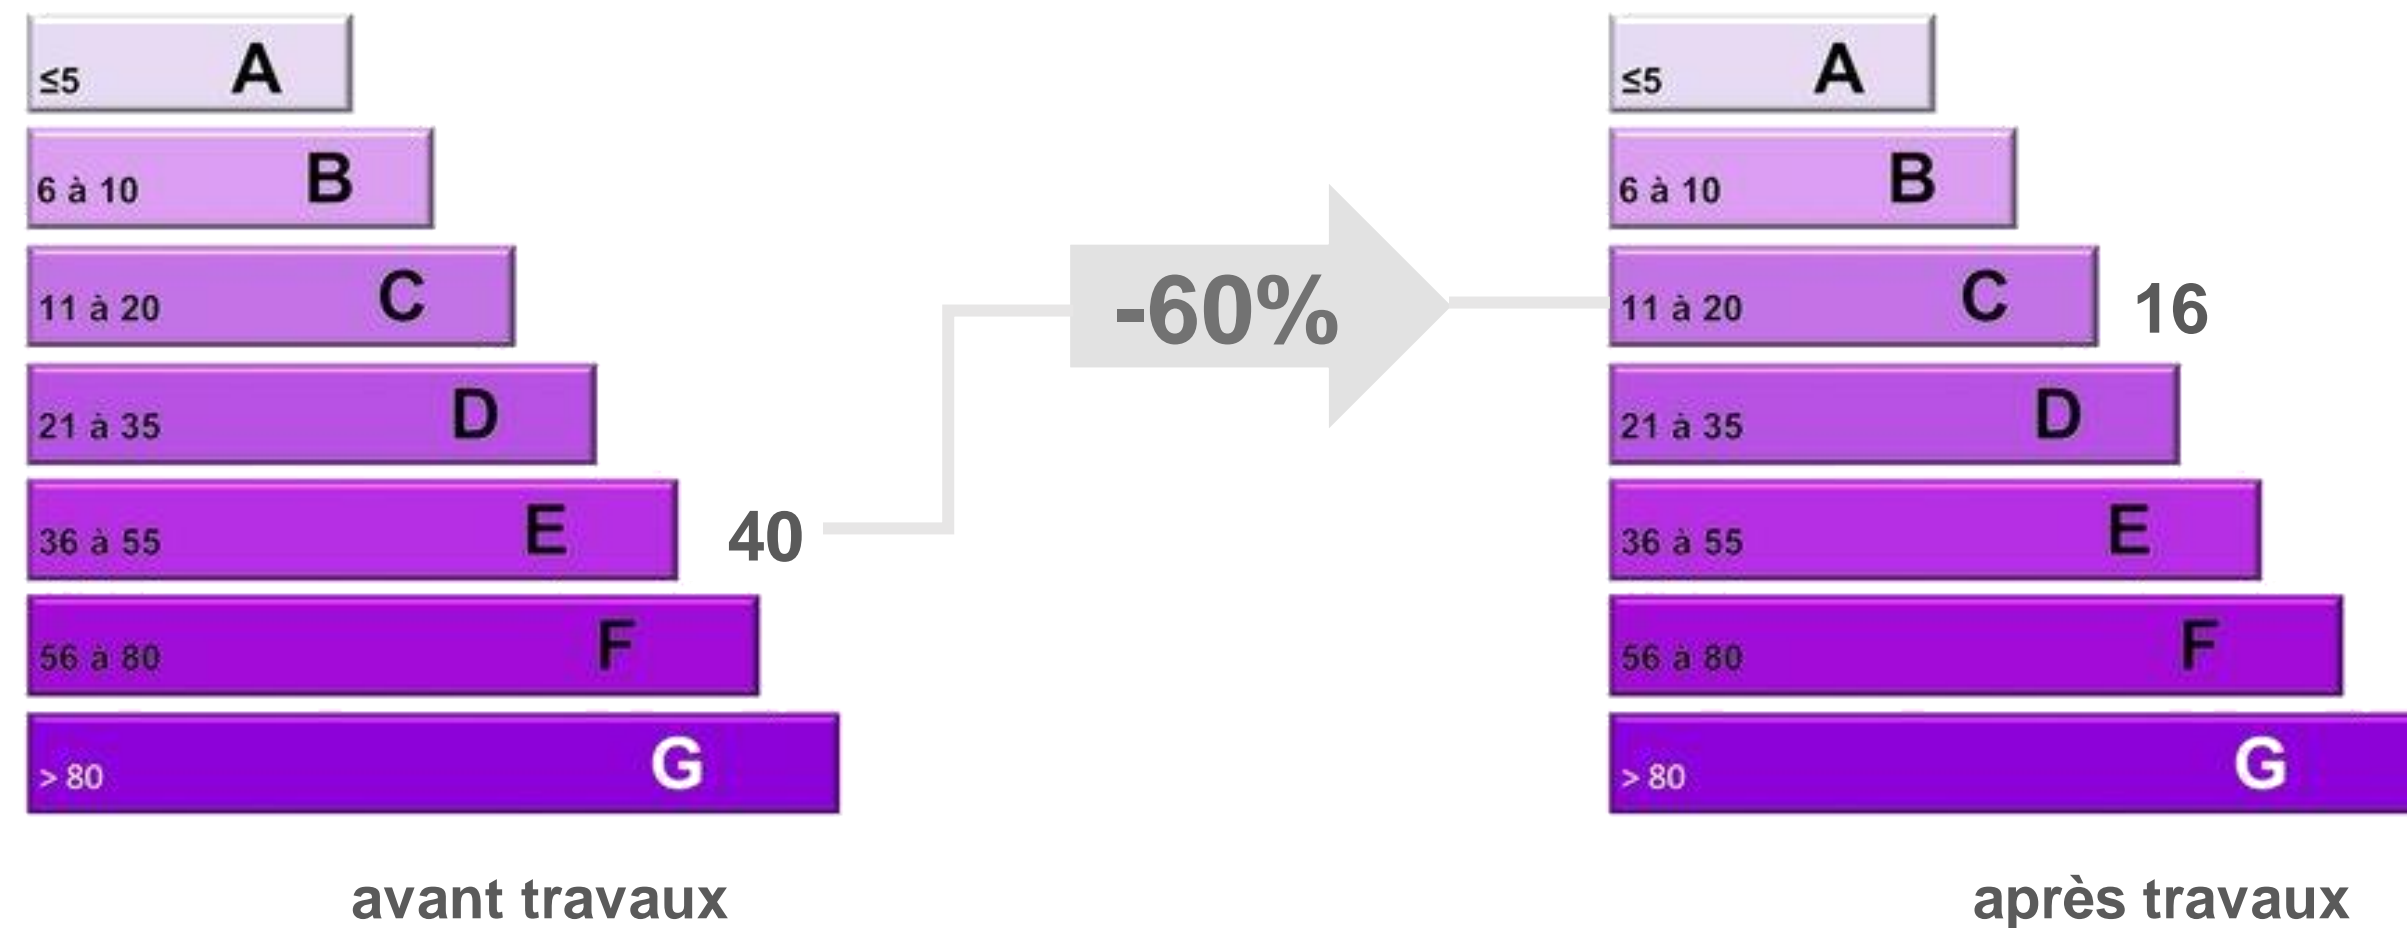 ≤5 A
6 à 10 B
11 à 20 C
21 à 35 D
36 à 55 E 40
56 à 80 F
> 80 G
avant travaux
-60%
≤5 A
6 à 10 B
11 à 20 C 16
21 à 35 D
36 à 55 E
56 à 80 F
> 80 G
après travaux